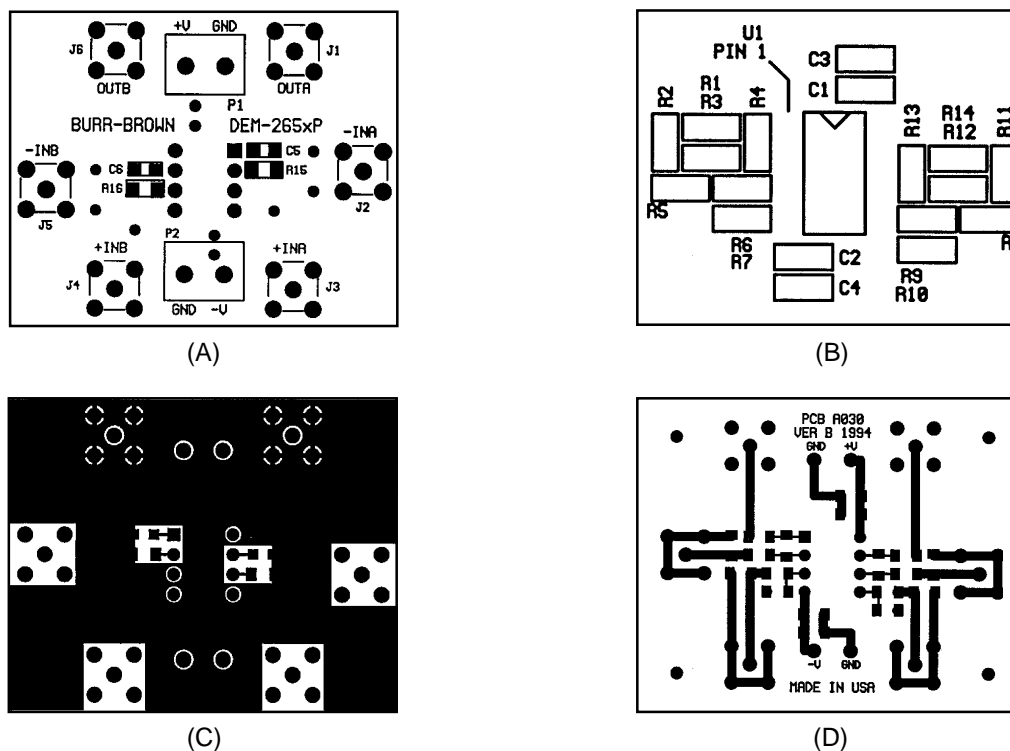 +V GND
J6
J1
OUTB
OUTA
P1
BURR-BROWN DEM-265xP
-INA
-INB
C5
C6
R15
R16
J5
J2
P2
+INB
+INA
J4
J3
GND -V
(A)
U1
PIN 1
C3
C1
R2
R1
R3
R4
R13
R14
R12
R11
R5
R6
R7
C2
C4
R9
R10
(B)
(C)
PCB A030
VER B 1994
GND +V
-V GND
MADE IN USA
(D)